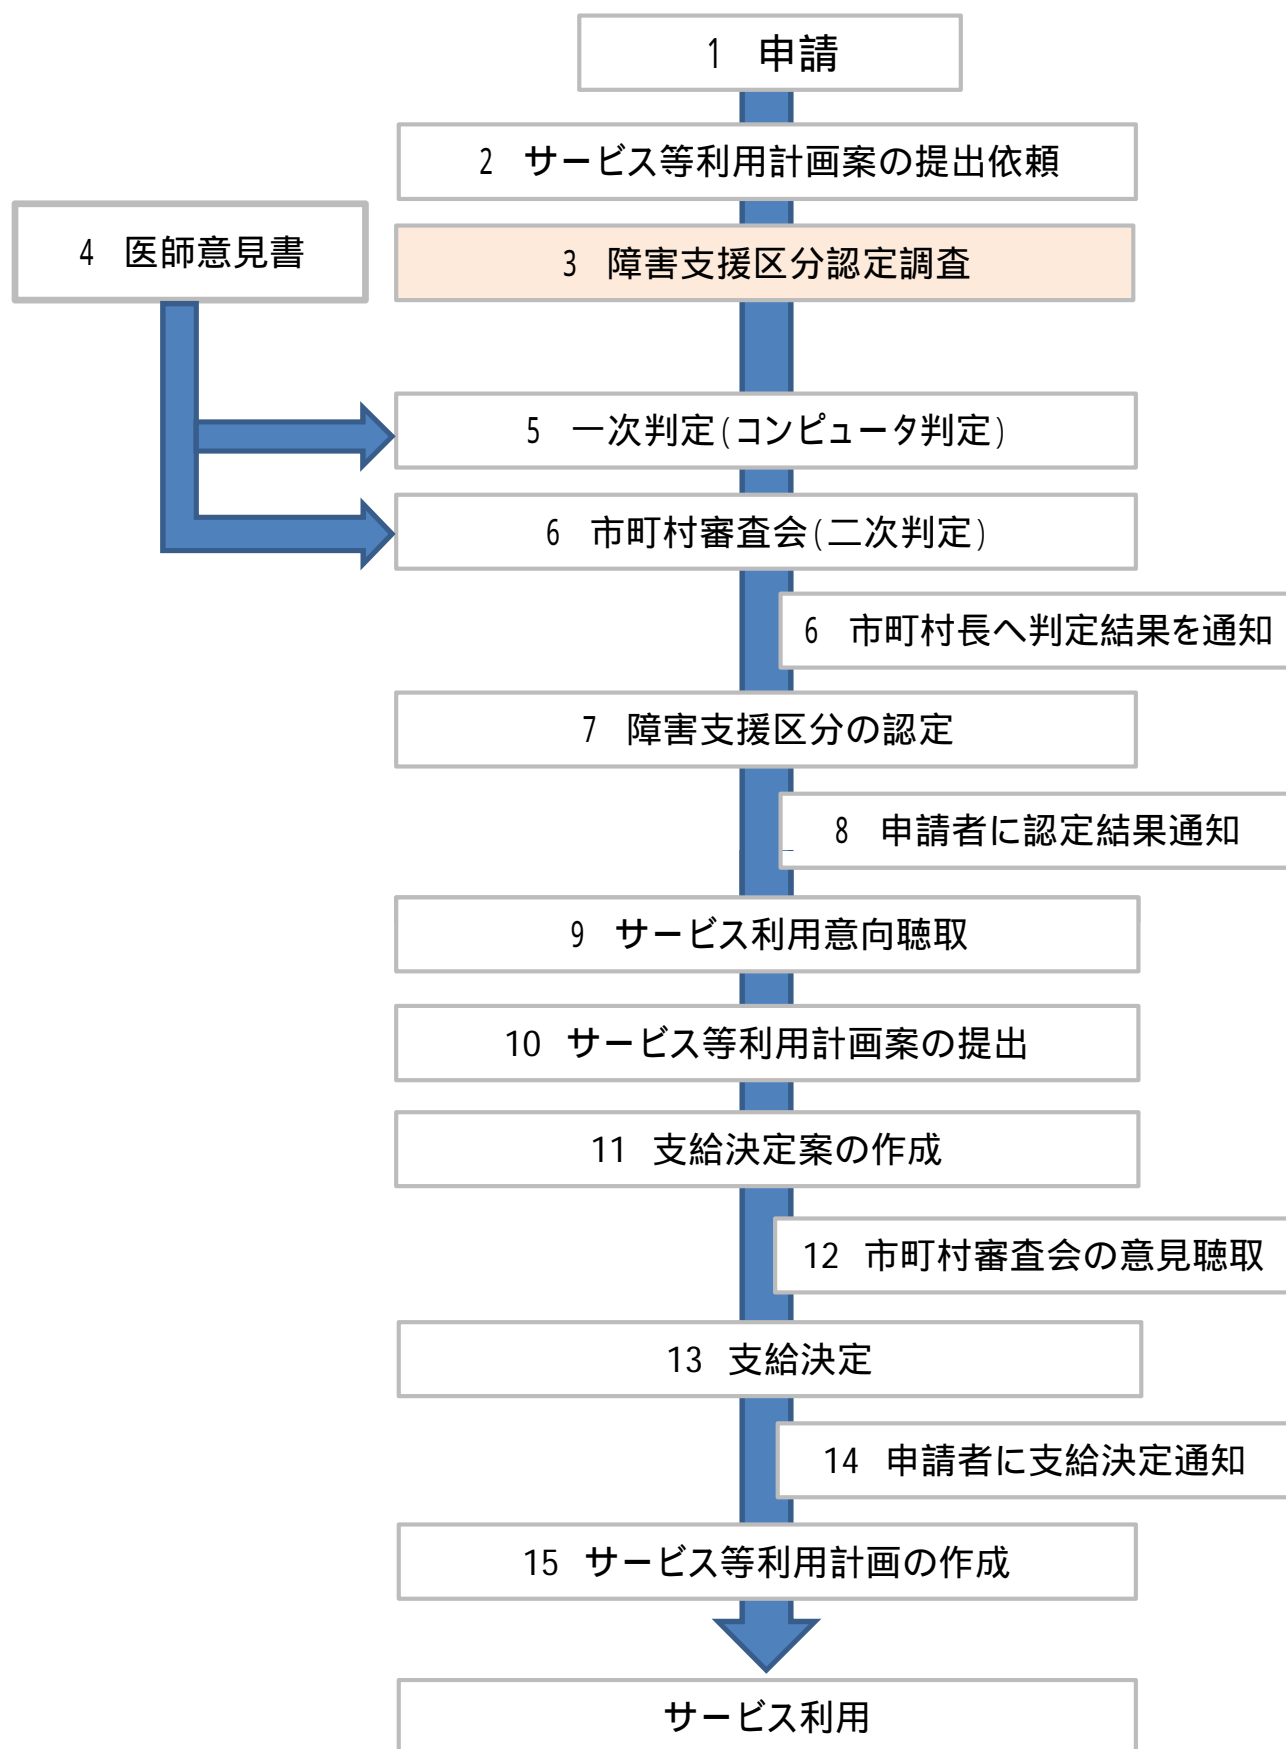 1 申請
2 サービス等利用計画案の提出依頼
4 医師意見書
3 障害支援区分認定調査
5 一次判定(コンピュータ判定)
6 市町村審査会(二次判定)
6 市町村長へ判定結果を通知
7 障害支援区分の認定
8 申請者に認定結果通知
9 サービス利用意向聴取
10 サービス等利用計画案の提出
11 支給決定案の作成
12 市町村審査会の意見聴取
13 支給決定
14 申請者に支給決定通知
15 サービス等利用計画の作成
サービス利用